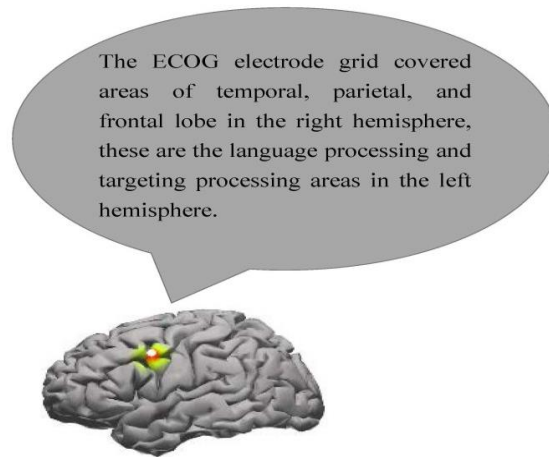 The ECOG electrode grid covered
areas of temporal, parietal, and
frontal lobe in the right hemisphere,
these are the language processing and
targeting processing areas in the left
hemisphere.